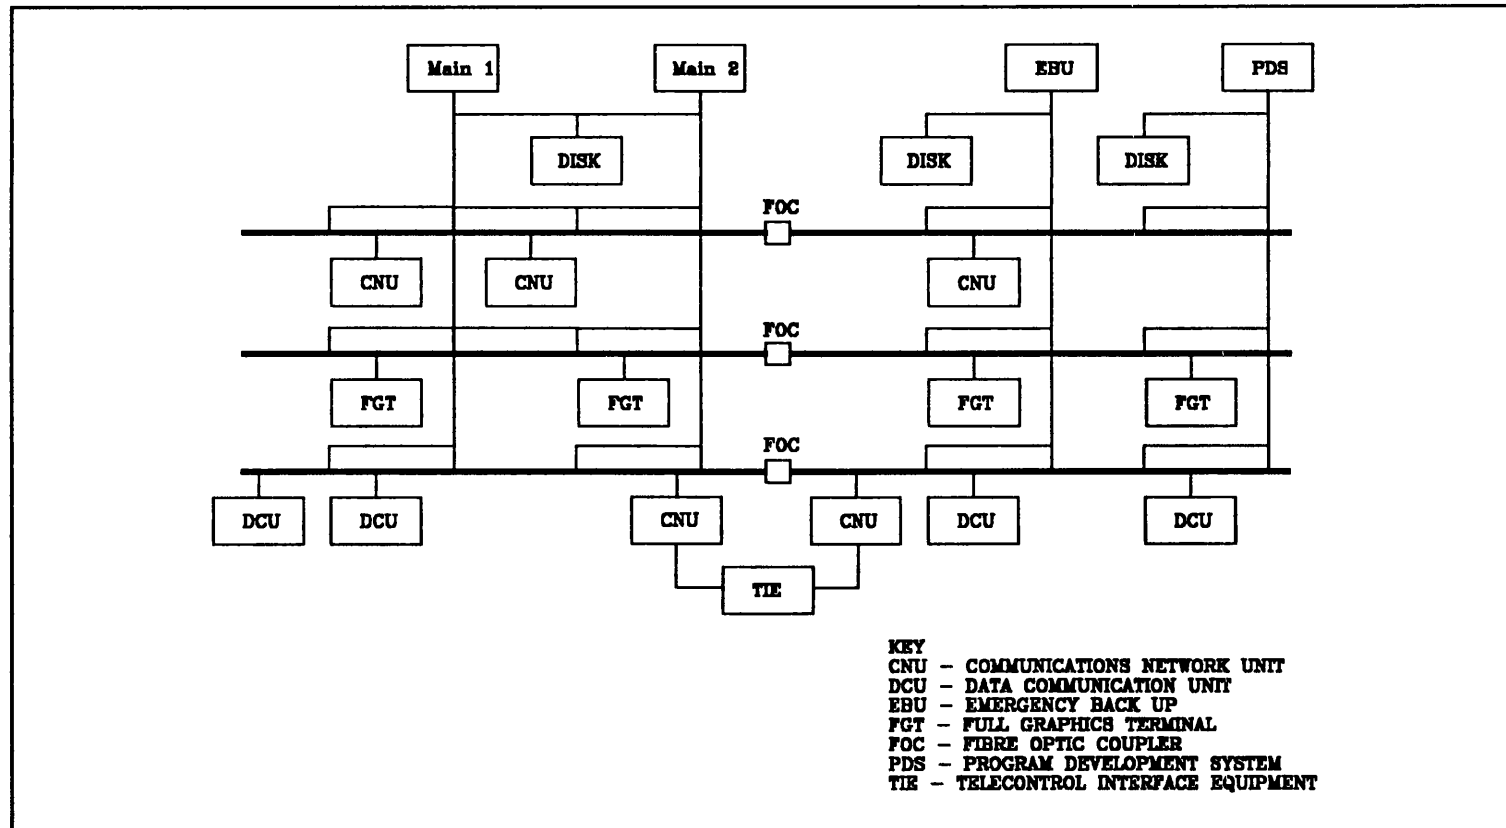 Main 1
Main 2
EBU
PDS
DISK
DISK
DISK
FOC
CNU
CNU
CNU
FOC
FGT
FGT
FGT
FGT
FOC
DCU
DCU
CNU
CNU
DCU
DCU
TIE
KEY
CNU – COMMUNICATIONS NETWORK UNIT
DCU – DATA COMMUNICATION UNIT
EBU – EMERGENCY BACK UP
FGT – FULL GRAPHICS TERMINAL
FOC – FIBRE OPTIC COUPLER
PDS – PROGRAM DEVELOPMENT SYSTEM
TIE – TELECONTROL INTERFACE EQUIPMENT